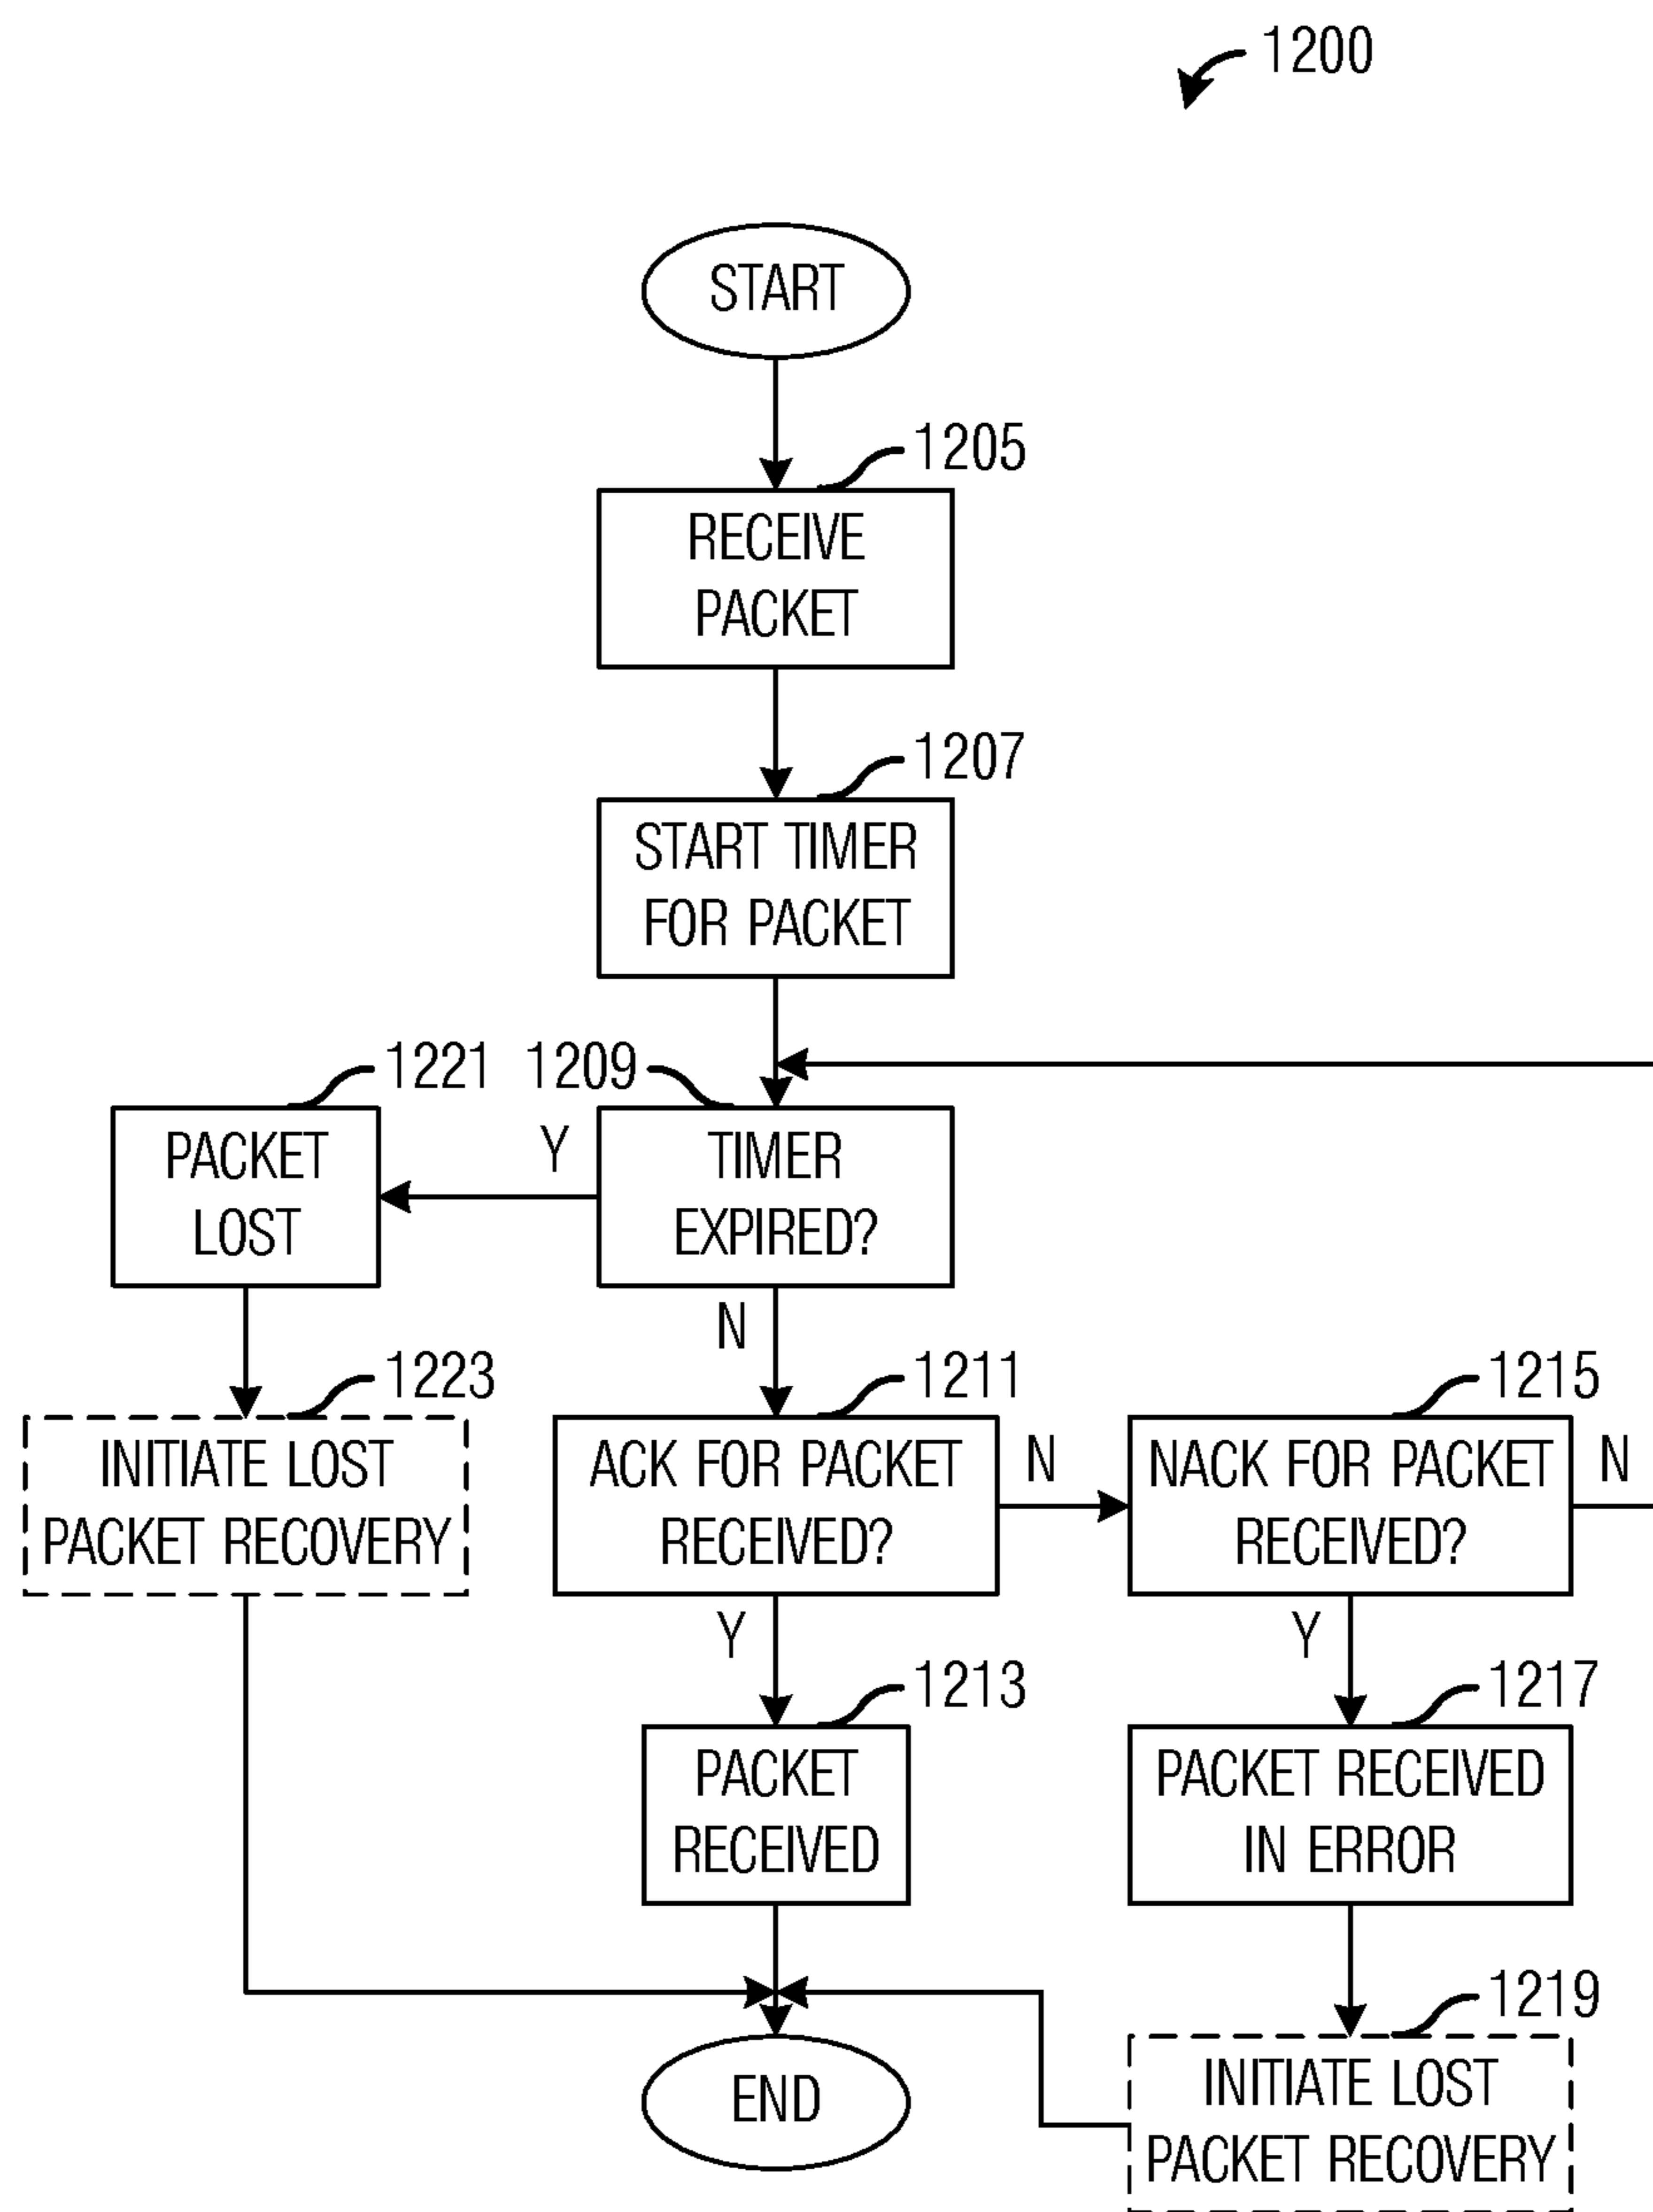 1200
START
1205
RECEIVE
PACKET
1207
START TIMER
FOR PACKET
1221
1209
PACKET
LOST
Y
TIMER
EXPIRED?
N
1223
1211
1215
INITIATE LOST
PACKET RECOVERY
ACK FOR PACKET
RECEIVED?
N
NACK FOR PACKET
RECEIVED?
N
Y
Y
1213
1217
PACKET
RECEIVED
PACKET RECEIVED
IN ERROR
1219
END
INITIATE LOST
PACKET RECOVERY